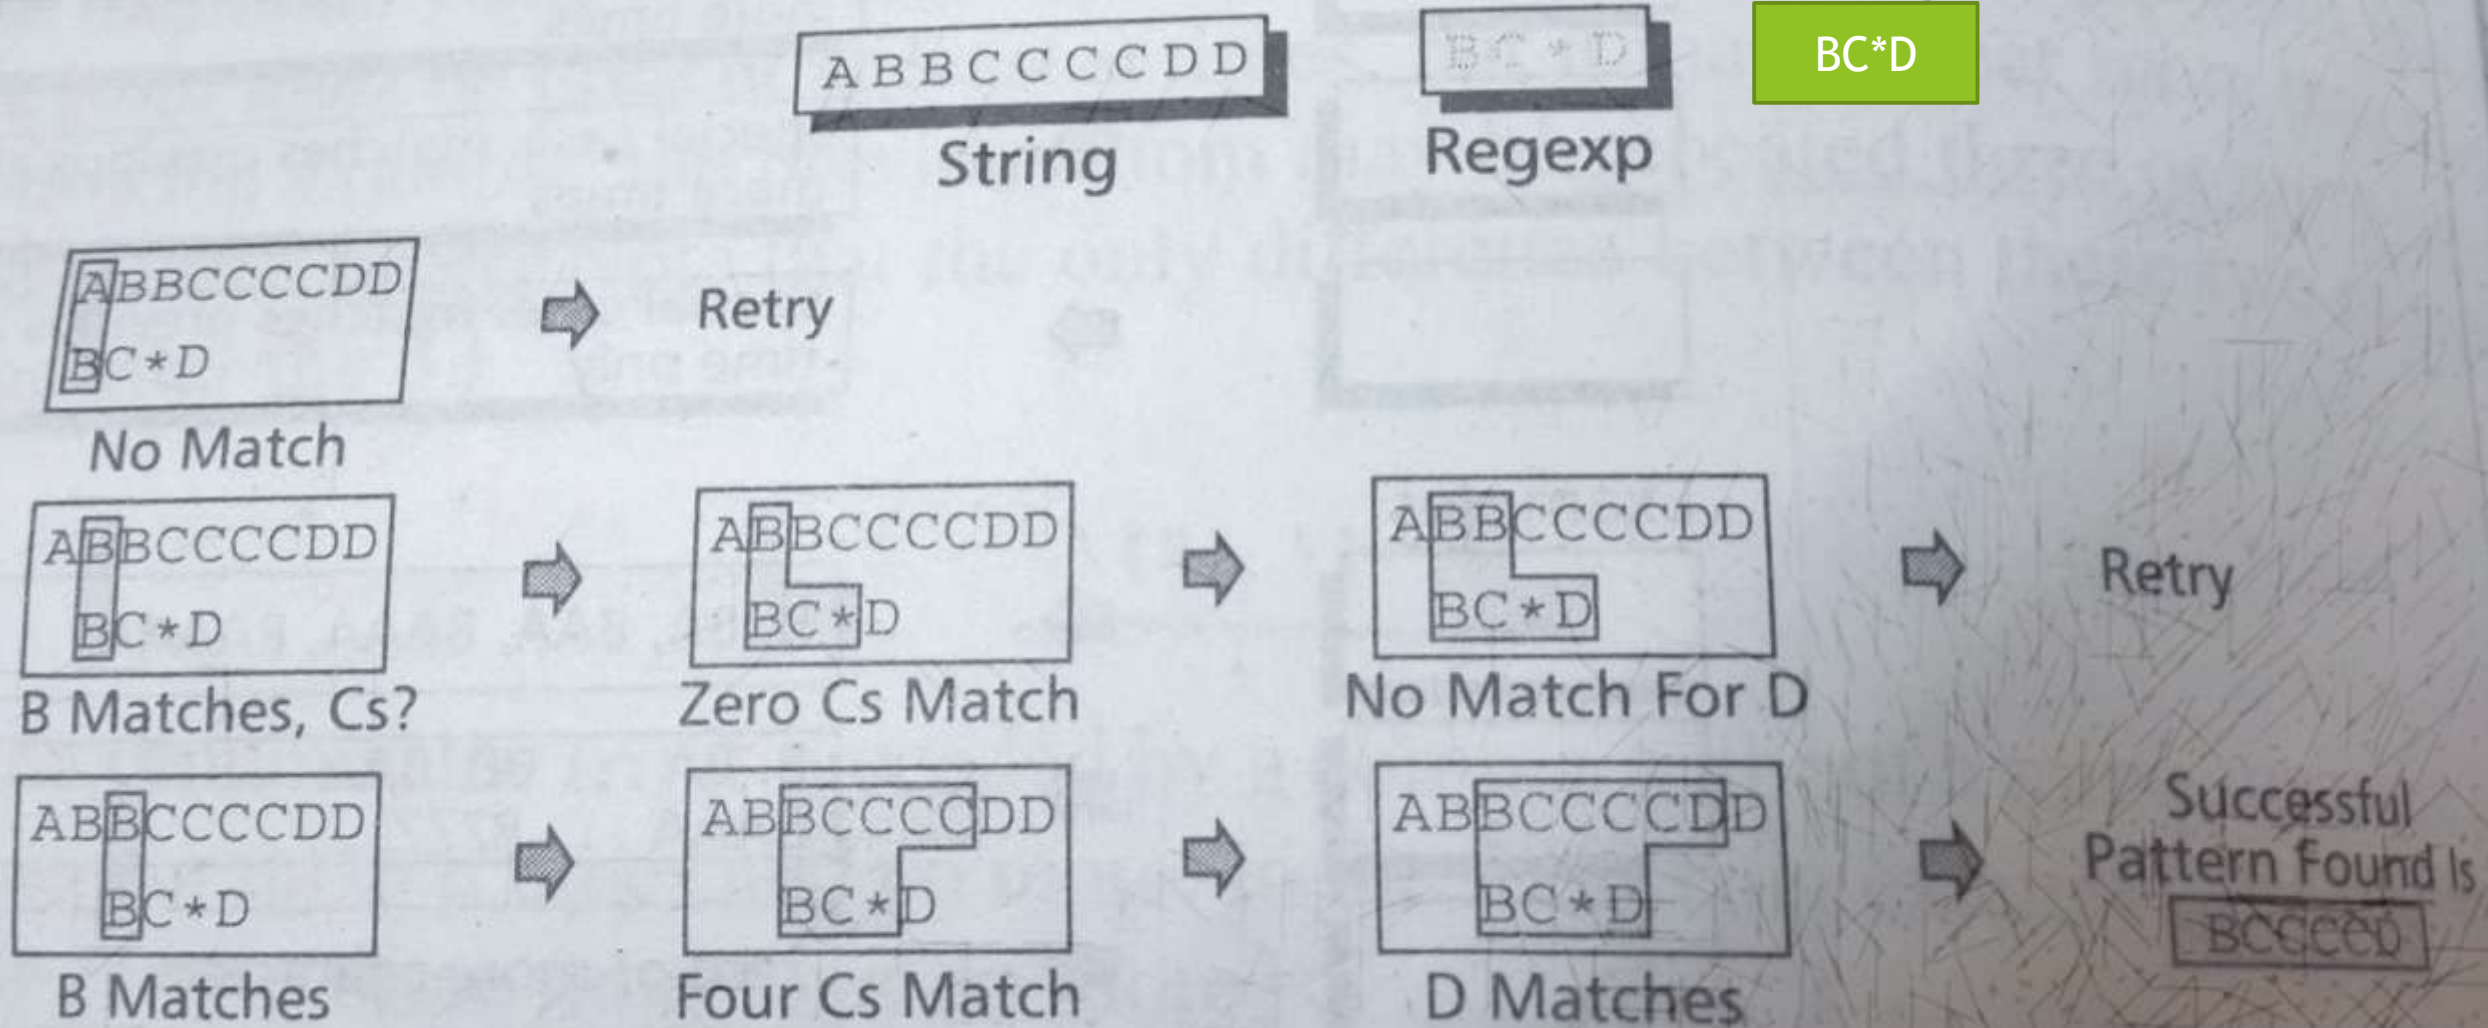 ABBCCCCDD
BC*D
BC*D
String
Regexp
ABBCCCCDD
BC*D
Retry
No Match
ABBCCCCDD
BC*D
ABBCCCCDD
BC*D
ABBCCCCDD
BC*D
Retry
B Matches, Cs?
Zero Cs Match
No Match For D
ABBCCCCDD
BC*D
ABBCCCCDD
BC*D
ABBCCCCDD
BC*D
Successful
Pattern Found Is
BCCCCD
B Matches
Four Cs Match
D Matches